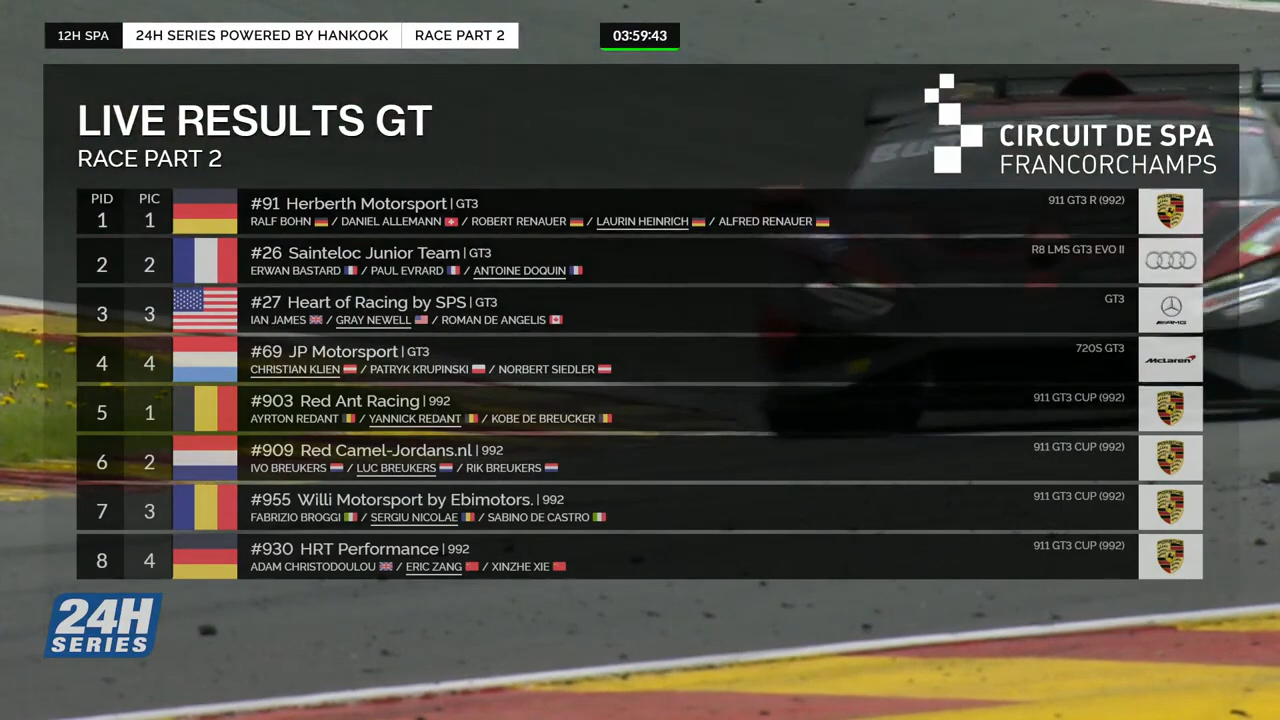 12H SPA 24H SERIES POWERED BY HANKOOK RACE PART 2 03:59:43
LIVE RESULTS GT
RACE PART 2
CIRCUIT DE SPA
FRANCORCHAMPS
PID PIC
1 1 #91 Herberth Motorsport | GT3 911 GT3 R (992)
RALF BOHN / DANIEL ALLEMANN / ROBERT RENAUER / LAURIN HEINRICH / ALFRED RENAUER
2 2 #26 Sainteloc Junior Team | GT3 R8 LMS GT3 EVO II
ERWAN BASTARD / PAUL EVRARD / ANTOINE DOQUIN
3 3 #27 Heart of Racing by SPS | GT3 GT3
IAN JAMES / GRAY NEWELL / ROMAN DE ANGELIS
AMG
4 4 #69 JP Motorsport | GT3 720S GT3
CHRISTIAN KLIEN / PATRYK KRUPINSKI / NORBERT SIEDLER
McLaren
5 1 #903 Red Ant Racing | 992 911 GT3 CUP (992)
AYRTON REDANT / YANNICK REDANT / KOBE DE BREUCKER
6 2 #909 Red Camel-Jordans.nl | 992 911 GT3 CUP (992)
IVO BREUKERS / LUC BREUKERS / RIK BREUKERS
7 3 #955 Willi Motorsport by Ebimotors. | 992 911 GT3 CUP (992)
FABRIZIO BROGGI / SERGIU NICOLAE / SABINO DE CASTRO
8 4 #930 HRT Performance | 992 911 GT3 CUP (992)
ADAM CHRISTODOULOU / ERIC ZANG / XINZHE XIE
24H
SERIES